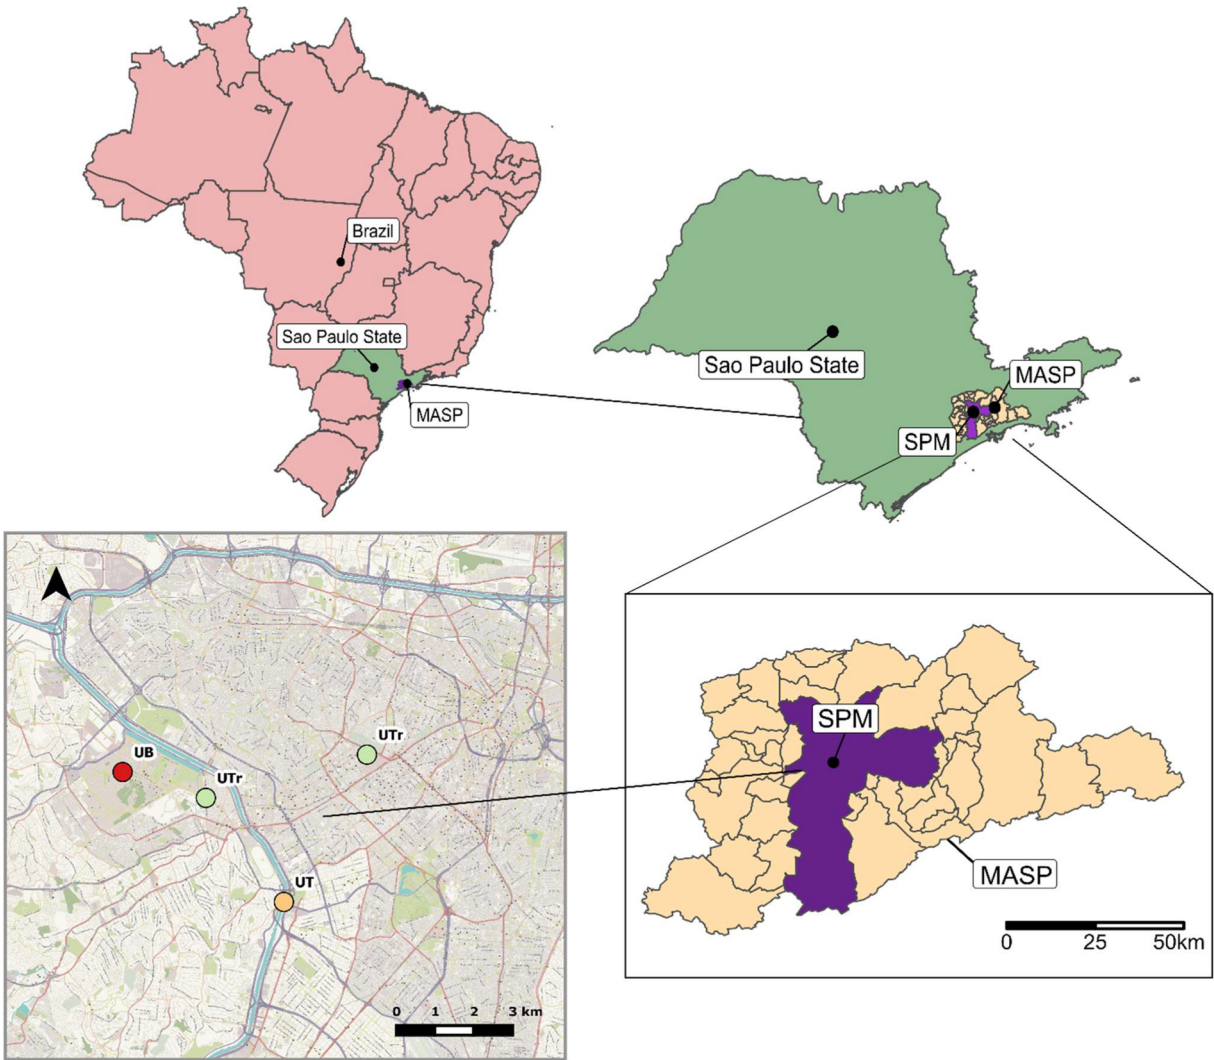 Brazil
Sao Paulo State
MASP
Sao Paulo State
MASP
SPM
UB
UTr
UTr
UT
0 1 2 3 km
SPM
MASP
0 25 50km